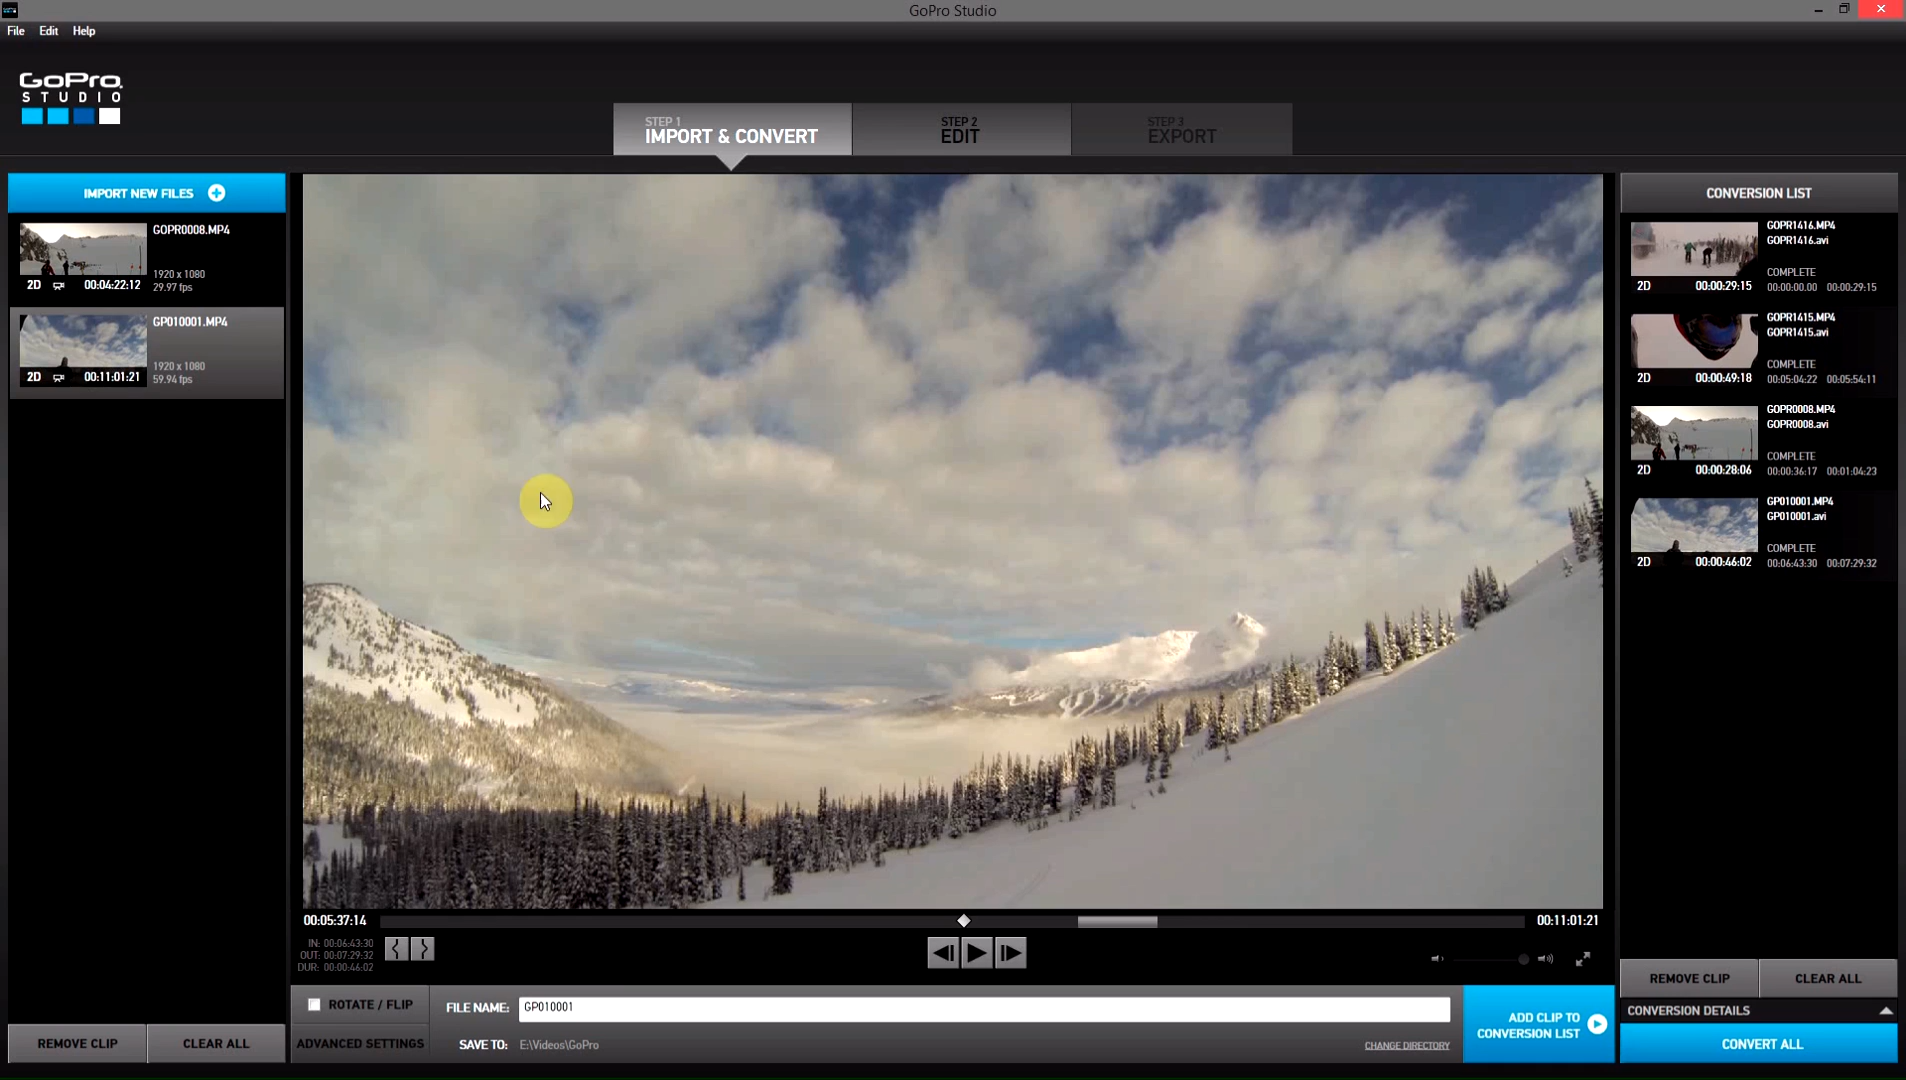 GoPro Studio
File Edit Help
GoPro
STUDIO
STEP 1
IMPORT & CONVERT
STEP 2
EDIT
STEP 3
EXPORT
IMPORT NEW FILES
GOPR0008.MP4
1920 x 1080
29.97 fps
2D 00:04:22:12
GP010001.MP4
1920 x 1080
59.94 fps
2D 00:11:01:21
REMOVE CLIP CLEAR ALL
00:05:37:14 00:11:01:21
IN: 00:06:43:30
OUT: 00:07:29:32
DUR: 00:00:46:02
ROTATE / FLIP
ADVANCED SETTINGS
FILE NAME: GP010001
SAVE TO: E:\Videos\GoPro
CHANGE DIRECTORY
ADD CLIP TO
CONVERSION LIST
CONVERSION LIST
GOPR1416.MP4
GOPR1416.avi
COMPLETE
2D 00:00:29:15 00:00:00.00 00:00:29:15
GOPR1415.MP4
GOPR1415.avi
COMPLETE
2D 00:00:49:18 00:05:04:22 00:05:54:11
GOPR0008.MP4
GOPR0008.avi
COMPLETE
2D 00:00:28:06 00:00:36:17 00:01:04:23
GP010001.MP4
GP010001.avi
COMPLETE
2D 00:00:46:02 00:06:43:30 00:07:29:32
REMOVE CLIP CLEAR ALL
CONVERSION DETAILS
CONVERT ALL